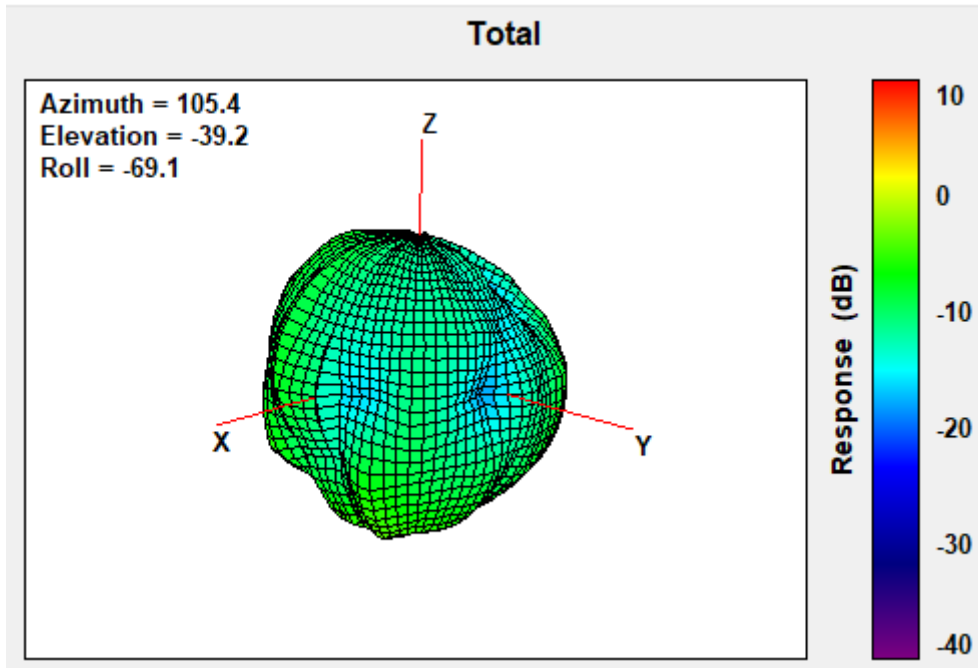 Total
Azimuth = 105.4
Elevation = -39.2
Roll = -69.1
Z
X
Y
10
0
-10
-20
-30
-40
Response (dB)